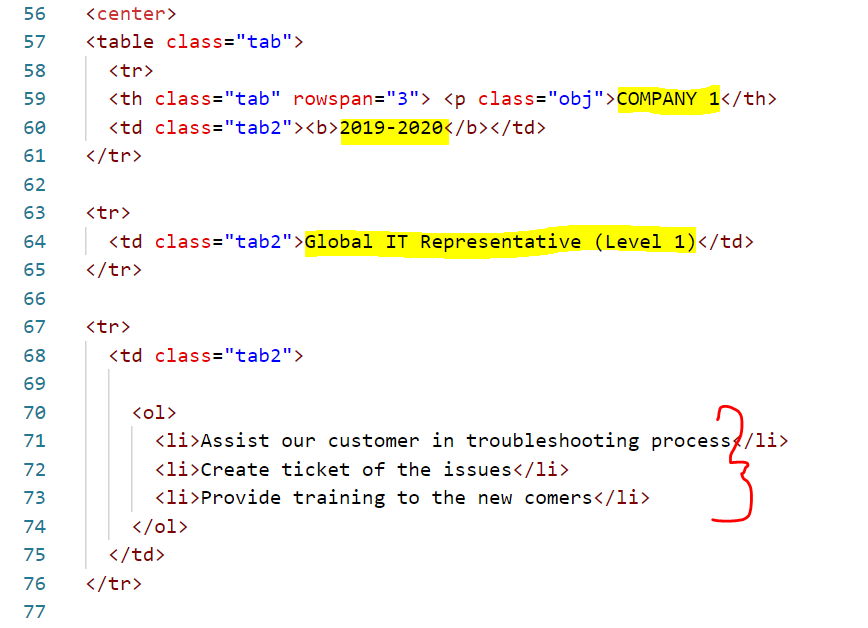 56 <center>
57 <table class="tab">
58 <tr>
59 <th class="tab" rowspan="3"> <p class="obj">COMPANY 1</th>
60 <td class="tab2"><b>2019-2020</b></td>
61 </tr>
62
63 <tr>
64 <td class="tab2">Global IT Representative (Level 1)</td>
65 </tr>
66
67 <tr>
68 <td class="tab2">
69
70 <ol>
71 <li>Assist our customer in troubleshooting process</li>
72 <li>Create ticket of the issues</li>
73 <li>Provide training to the new comers</li>
74 </ol>
75 </td>
76 </tr>
77